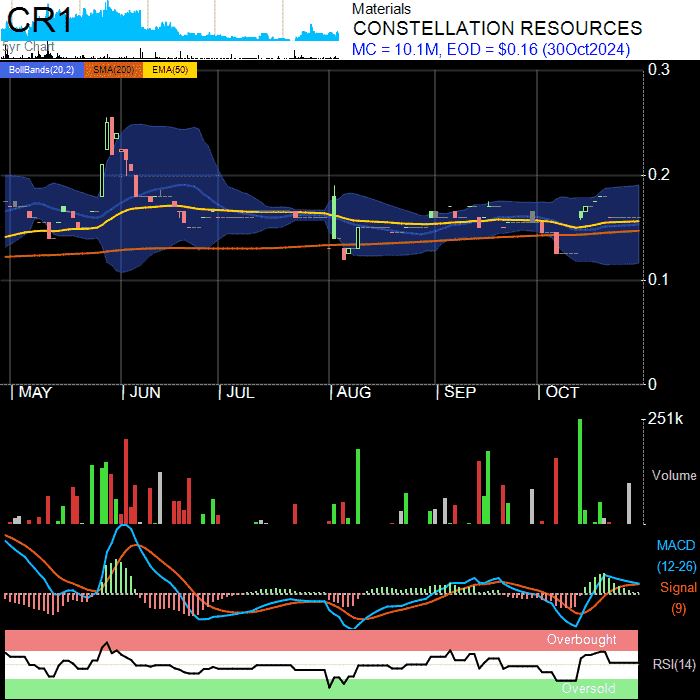 CR1
5yr Chart
Materials
CONSTELLATION RESOURCES
MC = 10.1M, EOD = $0.16 (30Oct2024)
BollBands(20,2) SMA(200) EMA(50)
0.3
0.2
0.1
0
MAY JUN JUL AUG SEP OCT
251k
Volume
MACD
(12-26)
Signal
(9)
Overbought
RSI(14)
Oversold